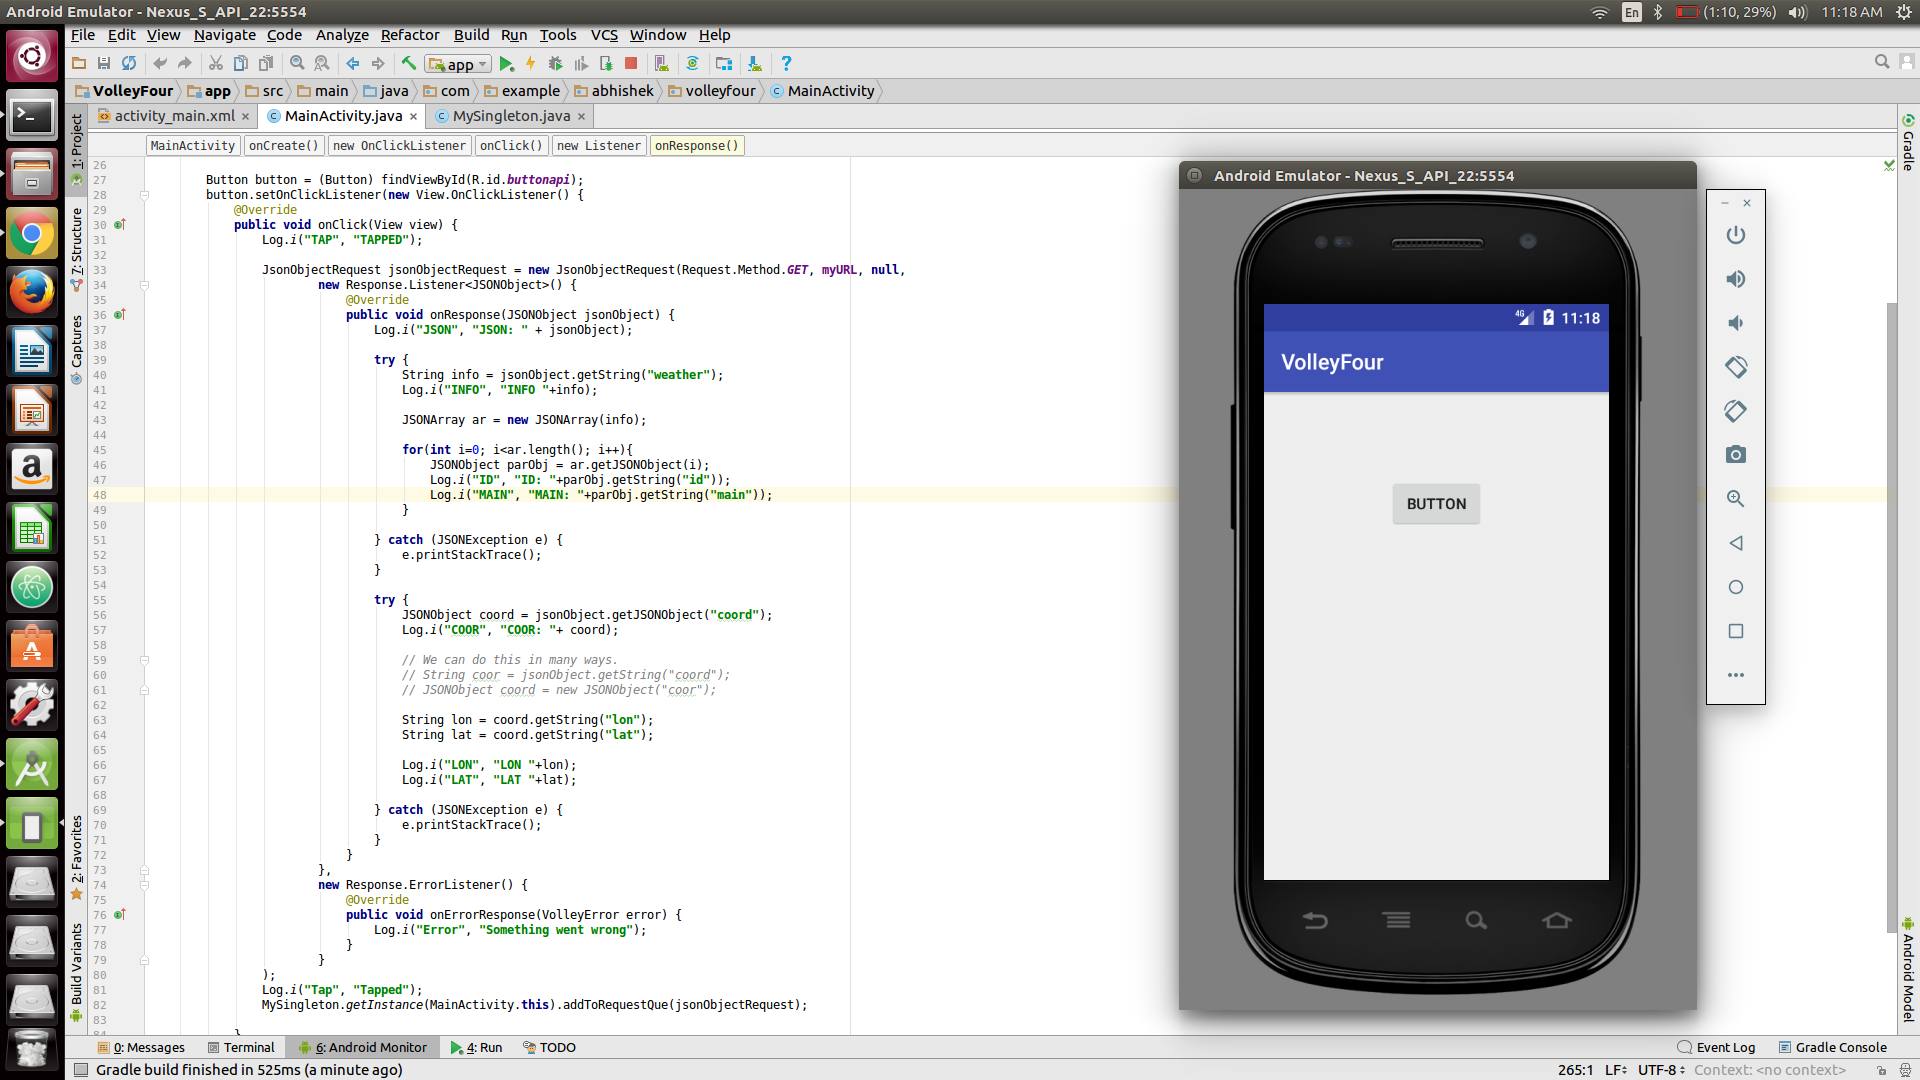 Android Emulator - Nexus_S_API_22:5554
En
(1:10, 29%)
11:18 AM
File Edit View Navigate Code Analyze Refactor Build Run Tools VCS Window Help
app
VolleyFour app src main java com example abhishek volleyfour MainActivity
activity_main.xml MainActivity.java MySingleton.java
MainActivity onCreate() new OnClickListener onClick() new Listener onResponse()
1: Project
7: Structure
Captures
2: Favorites
Build Variants
Gradle
Android Model
26
27 Button button = (Button) findViewById(R.id.buttonapi);
28 button.setOnClickListener(new View.OnClickListener() {
29 @Override
30 public void onClick(View view) {
31 Log.i("TAP", "TAPPED");
32
33 JsonObjectRequest jsonObjectRequest = new JsonObjectRequest(Request.Method.GET, myURL, null,
34 new Response.Listener<JSONObject>() {
35 @Override
36 public void onResponse(JSONObject jsonObject) {
37 Log.i("JSON", "JSON: " + jsonObject);
38
39 try {
40 String info = jsonObject.getString("weather");
41 Log.i("INFO", "INFO "+info);
42
43 JSONArray ar = new JSONArray(info);
44
45 for(int i=0; i<ar.length(); i++){
46 JSONObject parObj = ar.getJSONObject(i);
47 Log.i("ID", "ID: "+parObj.getString("id"));
48 Log.i("MAIN", "MAIN: "+parObj.getString("main"));
49 }
50
51 } catch (JSONException e) {
52 e.printStackTrace();
53 }
54
55 try {
56 JSONObject coord = jsonObject.getJSONObject("coord");
57 Log.i("COOR", "COOR: "+ coord);
58
59 // We can do this in many ways.
60 // String coor = jsonObject.getString("coord");
61 // JSONObject coord = new JSONObject("coor");
62
63 String lon = coord.getString("lon");
64 String lat = coord.getString("lat");
65
66 Log.i("LON", "LON "+lon);
67 Log.i("LAT", "LAT "+lat);
68
69 } catch (JSONException e) {
70 e.printStackTrace();
71 }
72 }
73 },
74 new Response.ErrorListener() {
75 @Override
76 public void onErrorResponse(VolleyError error) {
77 Log.i("Error", "Something went wrong");
78 }
79 }
80 );
81 Log.i("Tap", "Tapped");
82 MySingleton.getInstance(MainActivity.this).addToRequestQue(jsonObjectRequest);
83
84 }
Android Emulator - Nexus_S_API_22:5554
4G
11:18
VolleyFour
BUTTON
0: Messages Terminal 6: Android Monitor 4: Run TODO Event Log Gradle Console
Gradle build finished in 525ms (a minute ago) 265:1 LF UTF-8 Context: <no context>